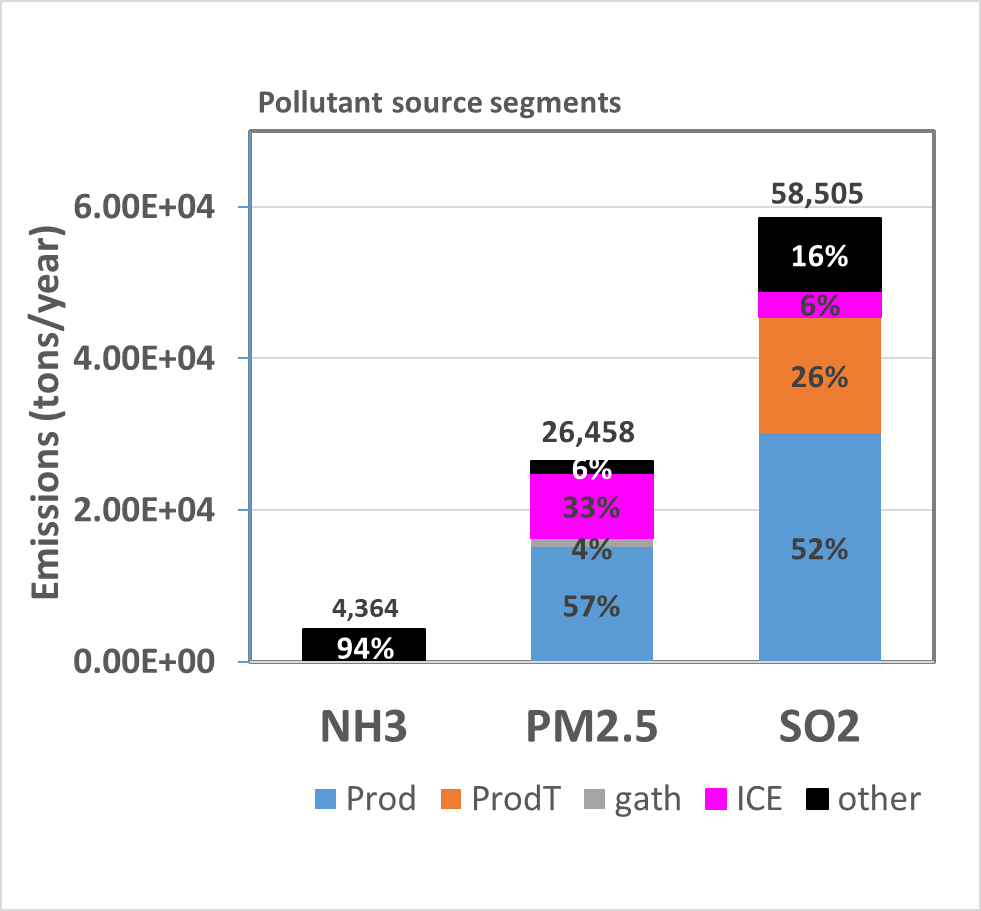 Pollutant source segments
Emissions (tons/year)
6.00E+04
4.00E+04
2.00E+04
0.00E+00
4,364
94%
26,458
6%
33%
4%
57%
58,505
16%
6%
26%
52%
NH3 PM2.5 SO2
Prod ProdT gath ICE other